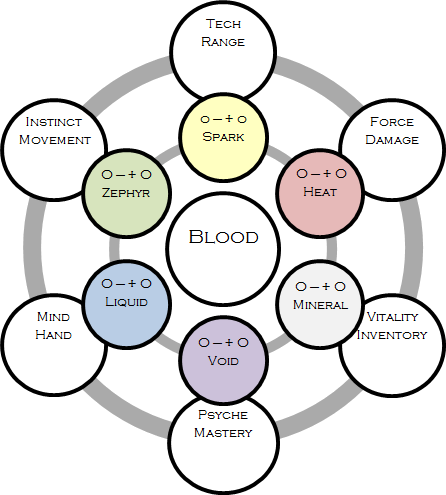 Tech
Range
o – + o
Spark
Instinct
Movement
Force
Damage
O – + O
Zephyr
O – + O
Heat
Blood
O – + O
Liquid
O – + O
Mineral
Mind
Hand
Vitality
Inventory
O – + O
Void
Psyche
Mastery